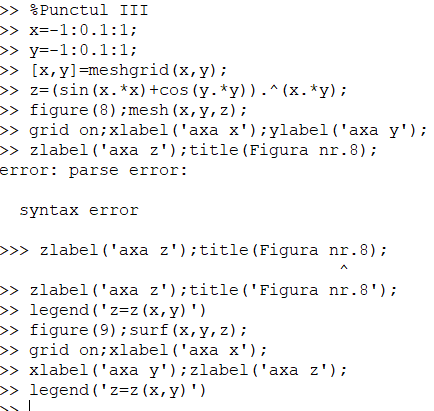 >> %Punctul III
>> x=-1:0.1:1;
>> y=-1:0.1:1;
>> [x,y]=meshgrid(x,y);
>> z=(sin(x.*x)+cos(y.*y)).^(x.*y);
>> figure(8);mesh(x,y,z);
>> grid on;xlabel('axa x');ylabel('axa y');
>> zlabel('axa z');title(Figura nr.8);
error: parse error:
syntax error
>>> zlabel('axa z');title(Figura nr.8);
^
>> zlabel('axa z');title('Figura nr.8');
>> legend('z=z(x,y)')
>> figure(9);surf(x,y,z);
>> grid on;xlabel('axa x');
>> xlabel('axa y');zlabel('axa z');
>> legend('z=z(x,y)')
>>